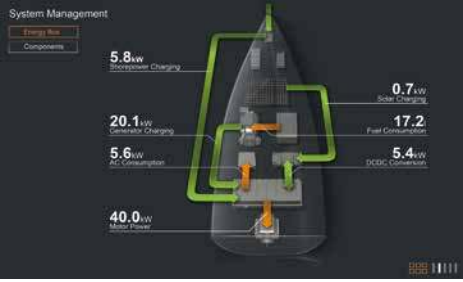 System Management
Energy flow
Components
5.8kW
Shorepower Charging
0.7kW
Solar Charging
20.1kW
Generator Charging
17.2l
Fuel Consumption
5.6kW
AC Consumption
5.4kW
DCDC Conversion
40.0kW
Motor Power